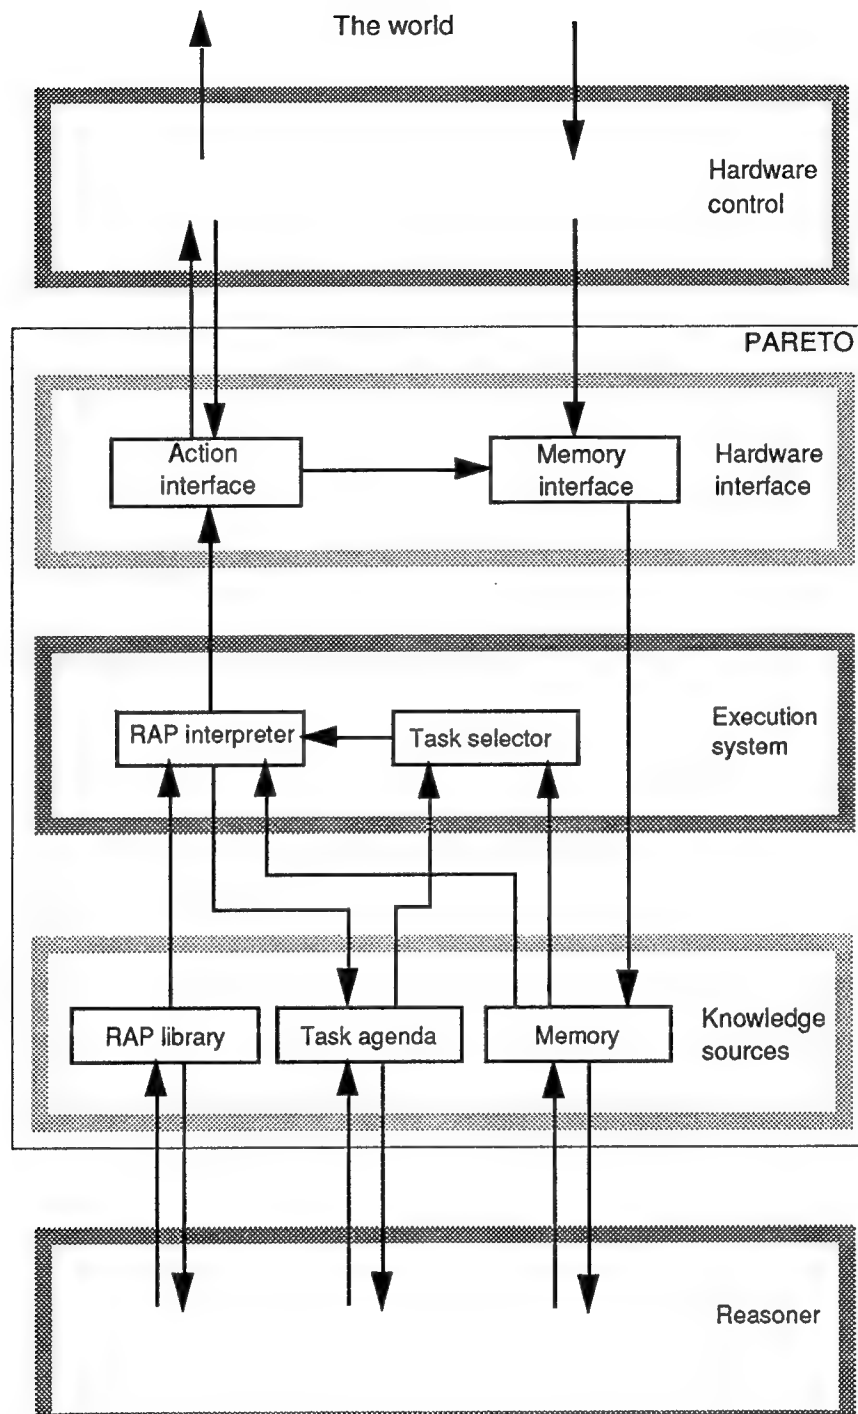 The world
Hardware
control
PARETO
Action
interface
Memory
interface
Hardware
interface
RAP interpreter
Task selector
Execution
system
RAP library
Task agenda
Memory
Knowledge
sources
Reasoner